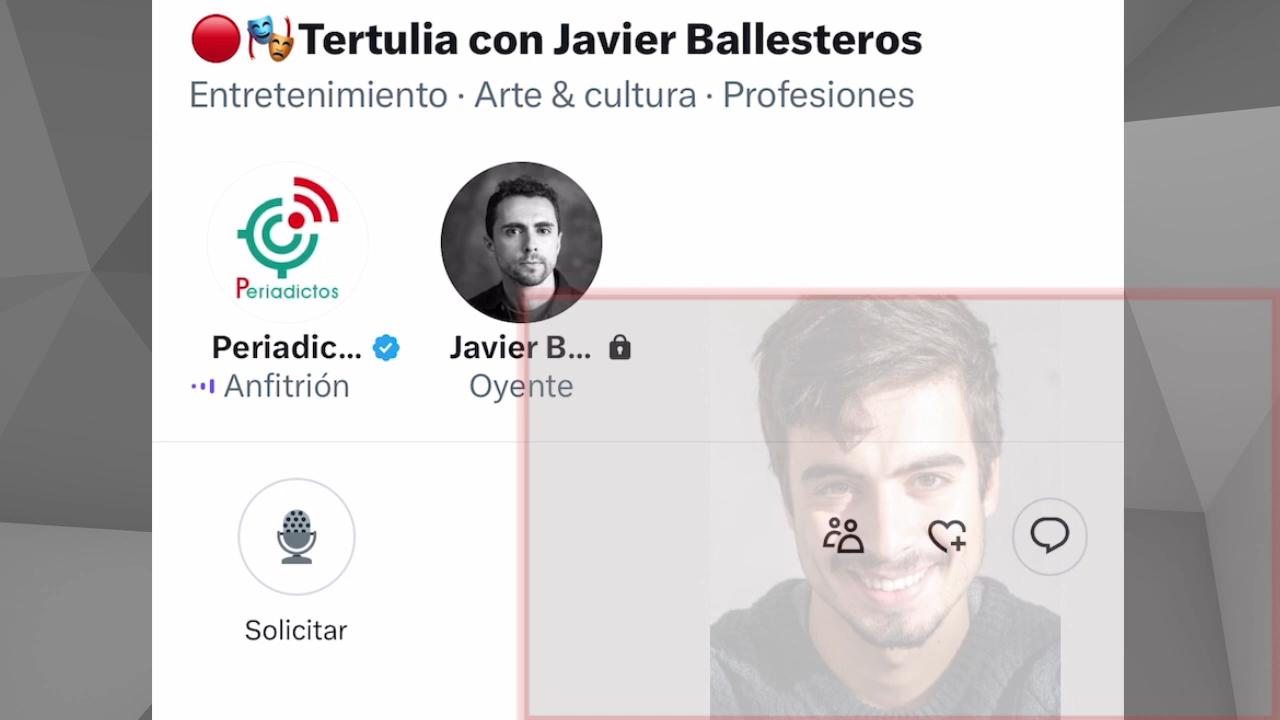 🔴🎭Tertulia con Javier Ballesteros
Entretenimiento · Arte & cultura · Profesiones
Periadictos
Periadic...
Javier B...
Anfitrión
Oyente
Solicitar